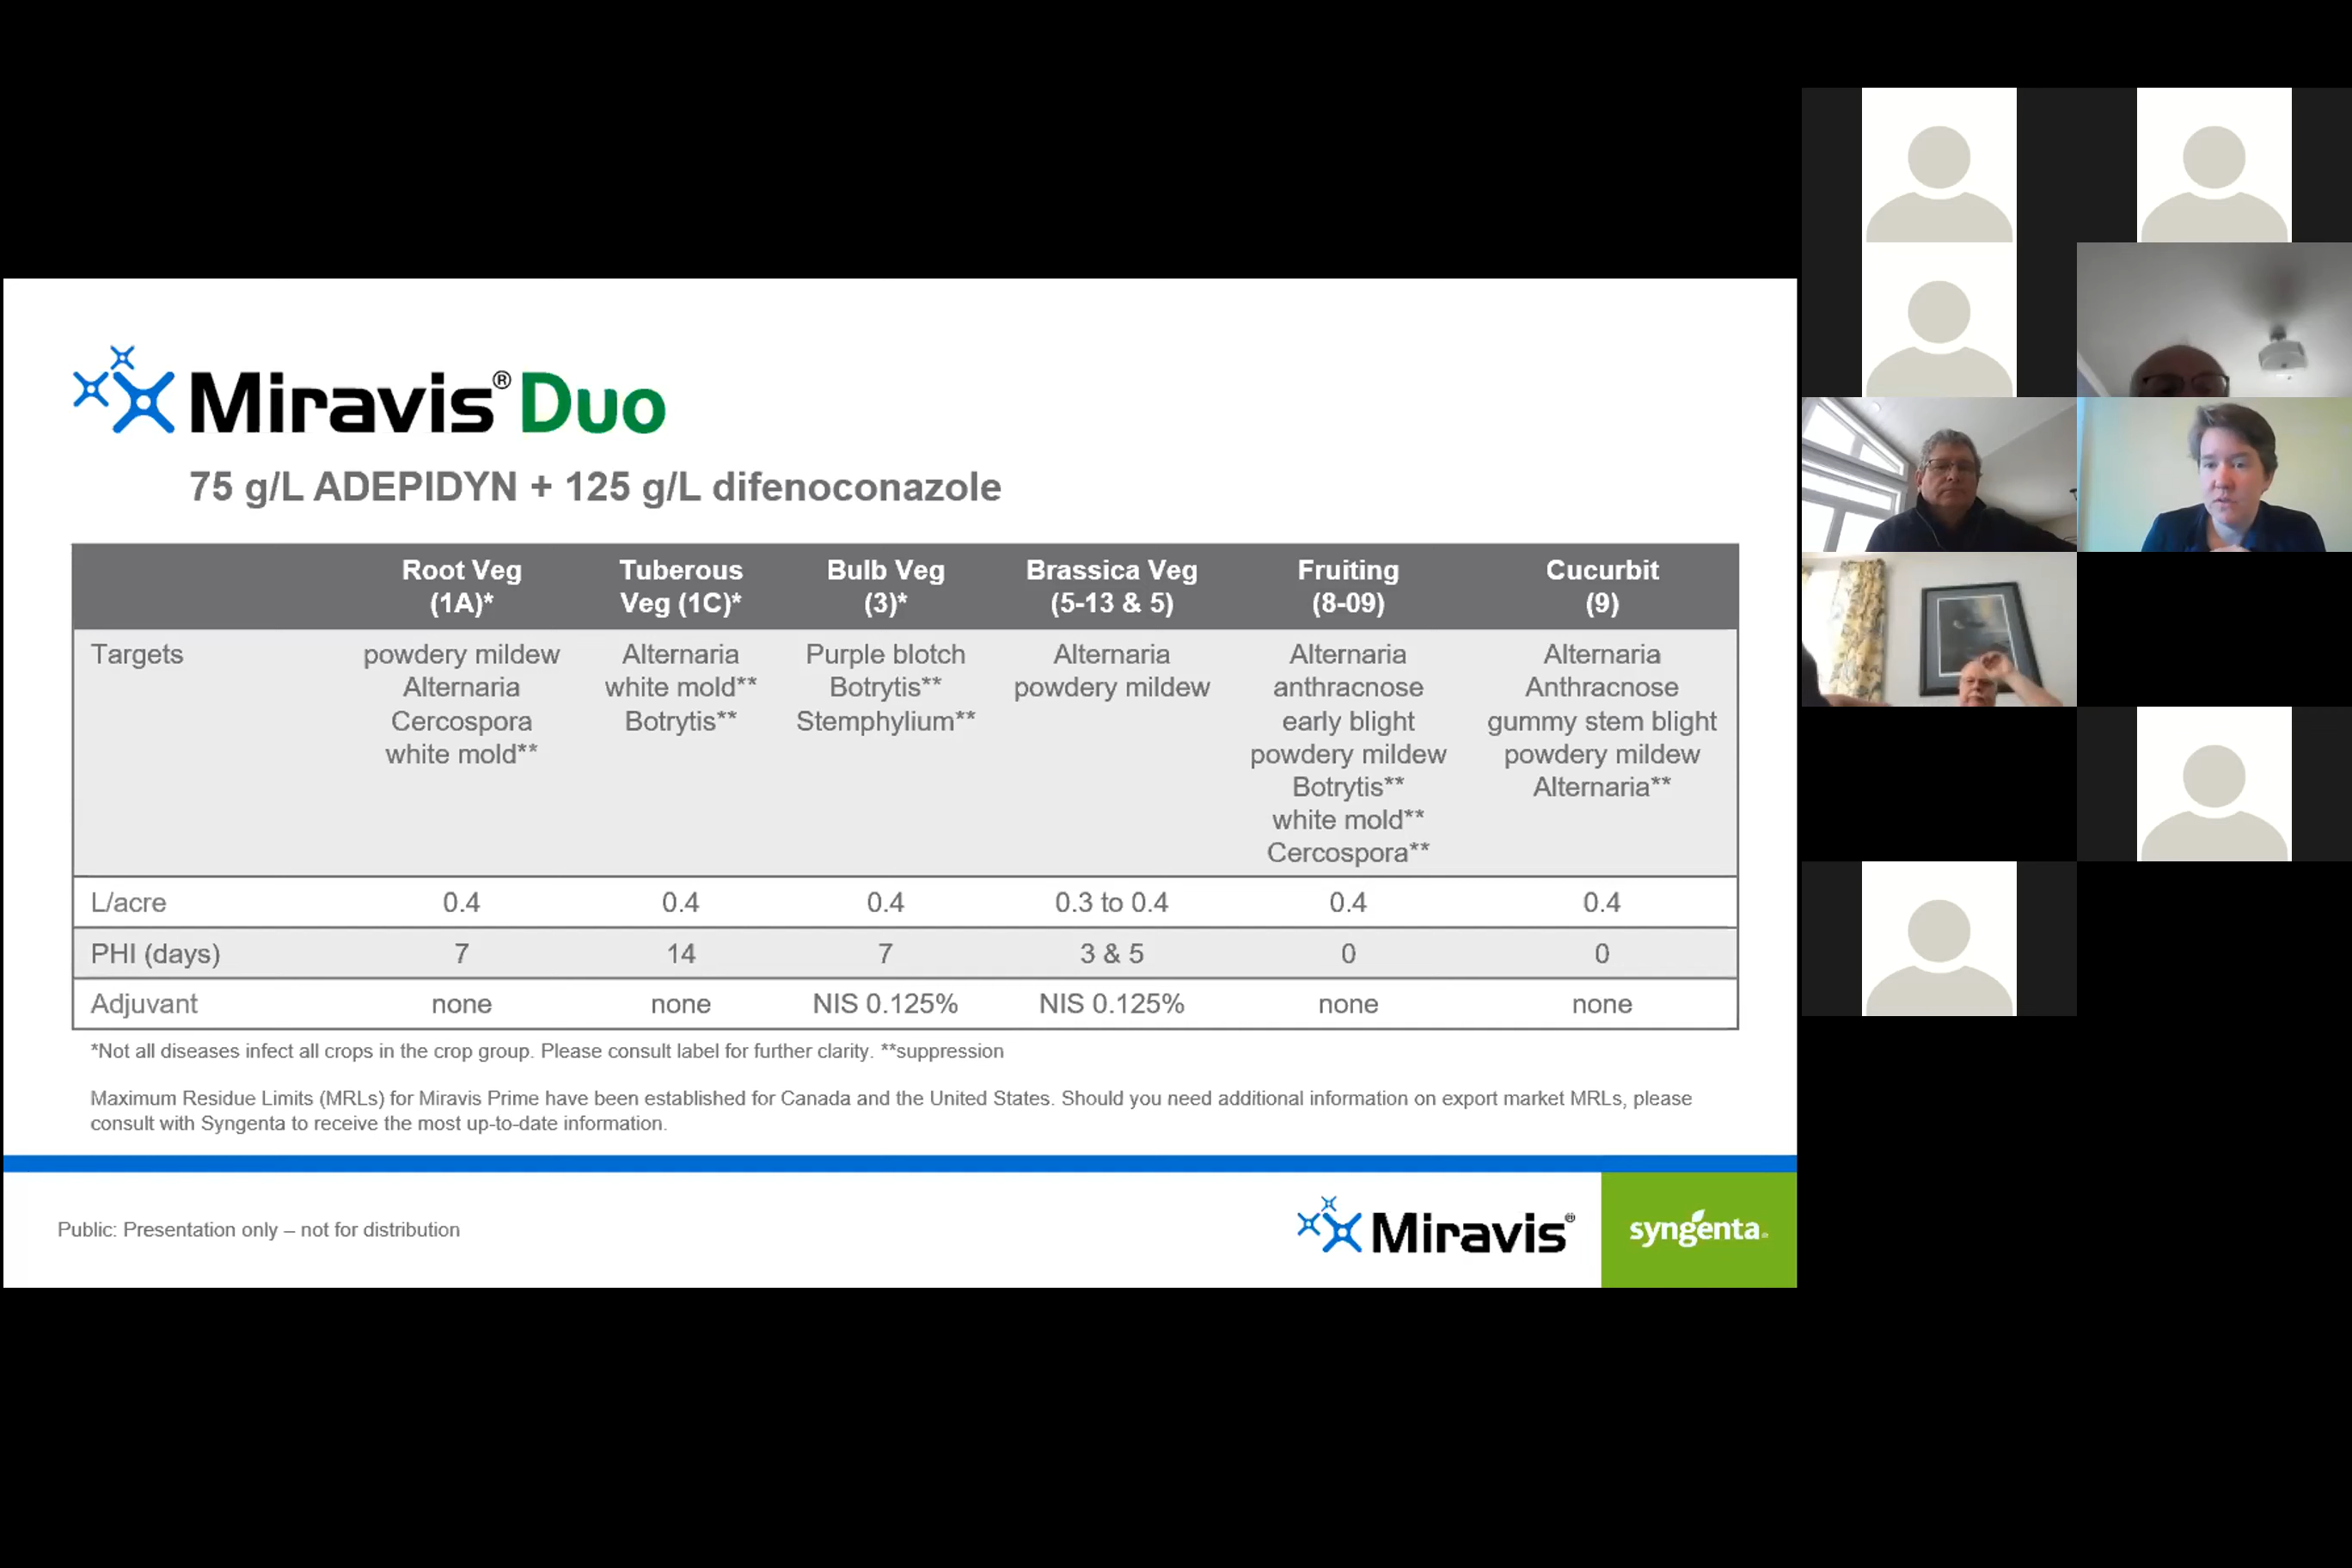 Miravis® Duo
75 g/L ADEPIDYN + 125 g/L difenoconazole
Root Veg (1A)* Tuberous Veg (1C)* Bulb Veg (3)* Brassica Veg (5-13 & 5) Fruiting (8-09) Cucurbit (9)
Targets
powdery mildew
Alternaria
Cercospora
white mold**
Alternaria
white mold**
Botrytis**
Purple blotch
Botrytis**
Stemphylium**
Alternaria
powdery mildew
Alternaria
anthracnose
early blight
powdery mildew
Botrytis**
white mold**
Cercospora**
Alternaria
Anthracnose
gummy stem blight
powdery mildew
Alternaria**
L/acre 0.4 0.4 0.4 0.3 to 0.4 0.4 0.4
PHI (days) 7 14 7 3 & 5 0 0
Adjuvant none none NIS 0.125% NIS 0.125% none none
*Not all diseases infect all crops in the crop group. Please consult label for further clarity. **suppression
Maximum Residue Limits (MRLs) for Miravis Prime have been established for Canada and the United States. Should you need additional information on export market MRLs, please
consult with Syngenta to receive the most up-to-date information.
Public: Presentation only – not for distribution
Miravis®
syngenta®